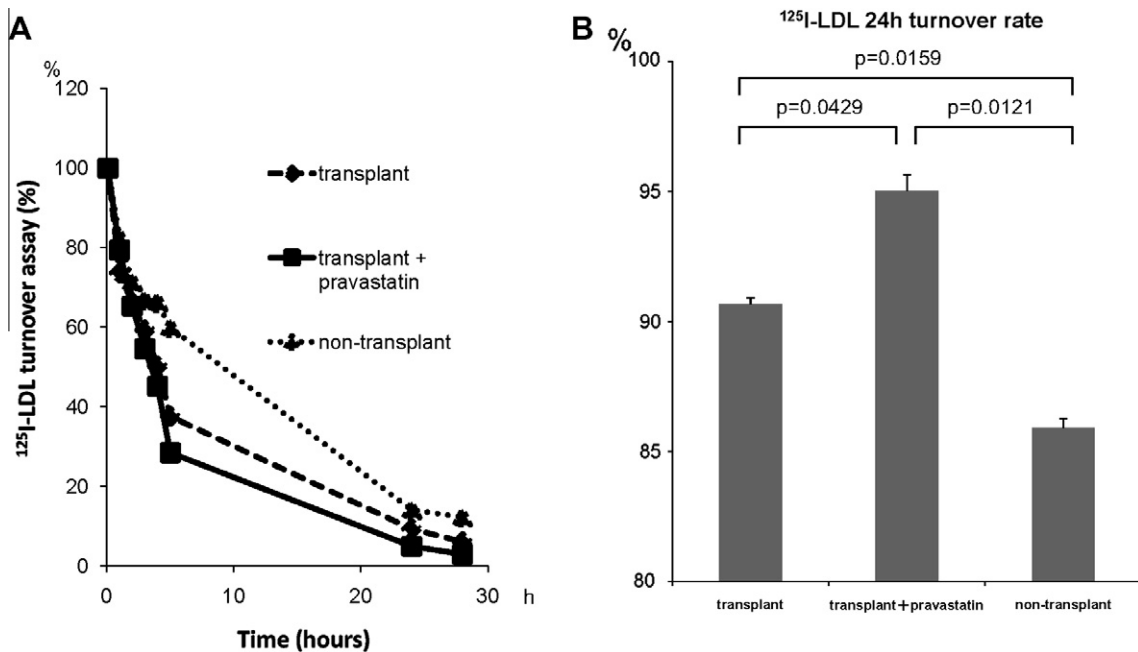 A
%
120
100
80
60
40
20
0
¹²⁵I-LDL turnover assay (%)
transplant
transplant +
pravastatin
non-transplant
0
10
20
30
h
Time (hours)
B
¹²⁵I-LDL 24h turnover rate
%
100
95
90
85
80
p=0.0159
p=0.0429
p=0.0121
transplant
transplant+pravastatin
non-transplant